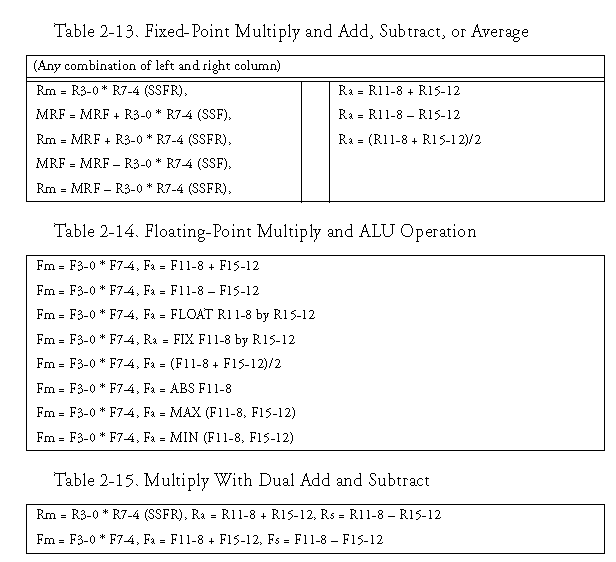 Table 2-13. Fixed-Point Multiply and Add, Subtract, or Average
(Any combination of left and right column)
Rm = R3-0 * R7-4 (SSFR), Ra = R11-8 + R15-12
MRF = MRF + R3-0 * R7-4 (SSF), Ra = R11-8 – R15-12
Rm = MRF + R3-0 * R7-4 (SSFR), Ra = (R11-8 + R15-12)/2
MRF = MRF – R3-0 * R7-4 (SSF),
Rm = MRF – R3-0 * R7-4 (SSFR),
Table 2-14. Floating-Point Multiply and ALU Operation
Fm = F3-0 * F7-4, Fa = F11-8 + F15-12
Fm = F3-0 * F7-4, Fa = F11-8 – F15-12
Fm = F3-0 * F7-4, Fa = FLOAT R11-8 by R15-12
Fm = F3-0 * F7-4, Ra = FIX F11-8 by R15-12
Fm = F3-0 * F7-4, Fa = (F11-8 + F15-12)/2
Fm = F3-0 * F7-4, Fa = ABS F11-8
Fm = F3-0 * F7-4, Fa = MAX (F11-8, F15-12)
Fm = F3-0 * F7-4, Fa = MIN (F11-8, F15-12)
Table 2-15. Multiply With Dual Add and Subtract
Rm = R3-0 * R7-4 (SSFR), Ra = R11-8 + R15-12, Rs = R11-8 – R15-12
Fm = F3-0 * F7-4, Fa = F11-8 + F15-12, Fs = F11-8 – F15-12